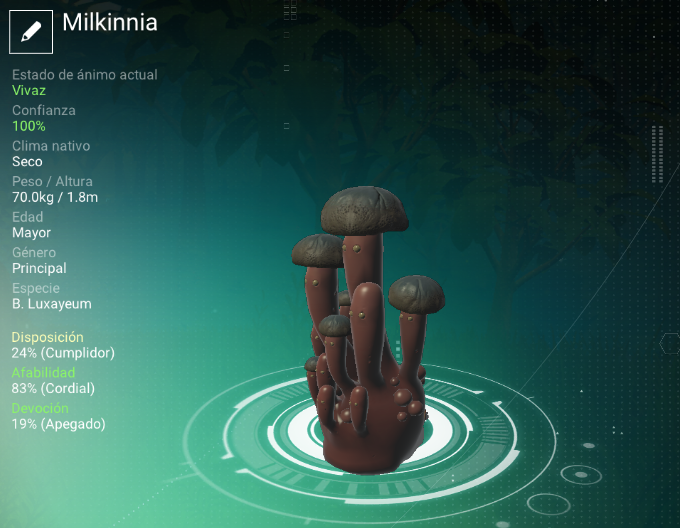 Milkinnia
Estado de ánimo actual
Vivaz
Confianza
100%
Clima nativo
Seco
Peso / Altura
70.0kg / 1.8m
Edad
Mayor
Género
Principal
Especie
B. Luxayeum
Disposición
24% (Cumplidor)
Afabilidad
83% (Cordial)
Devoción
19% (Apegado)